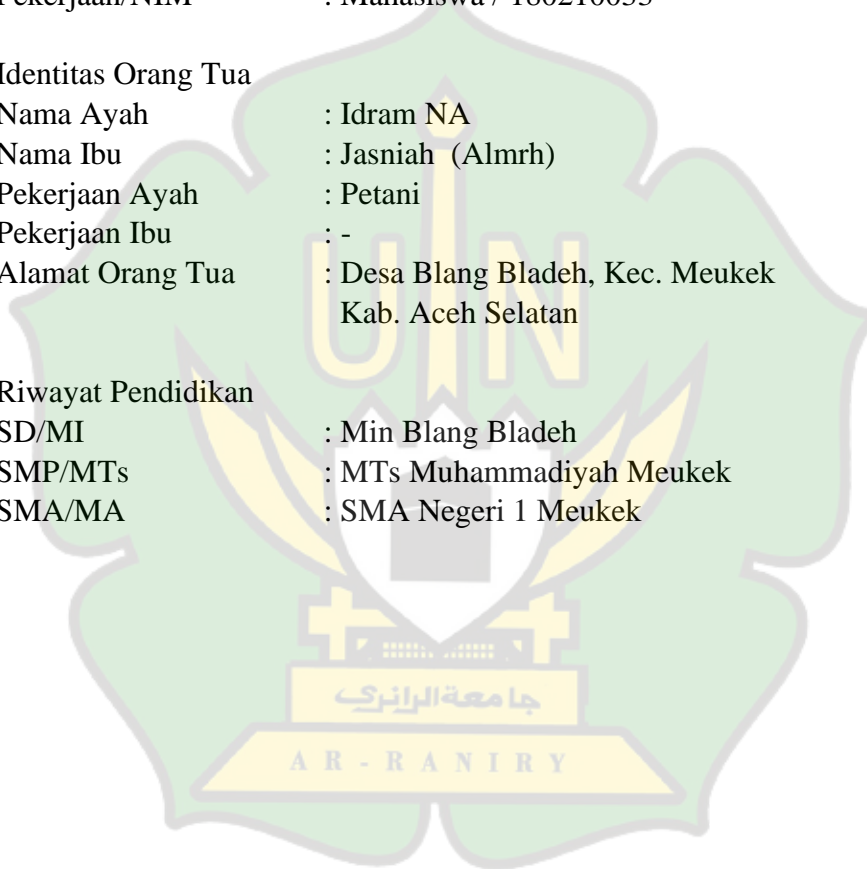 Identitas Orang Tua
Nama Ayah : Idram NA
Nama Ibu : Jasniah (Almrh)
Pekerjaan Ayah : Petani
Pekerjaan Ibu : -
Alamat Orang Tua : Desa Blang Bladeh, Kec. Meukek
Kab. Aceh Selatan
Riwayat Pendidikan
SD/MI : Min Blang Bladeh
SMP/MTs : MTs Muhammadiyah Meukek
SMA/MA : SMA Negeri 1 Meukek
UIN
جامعةالرانري
AR-RANIRY